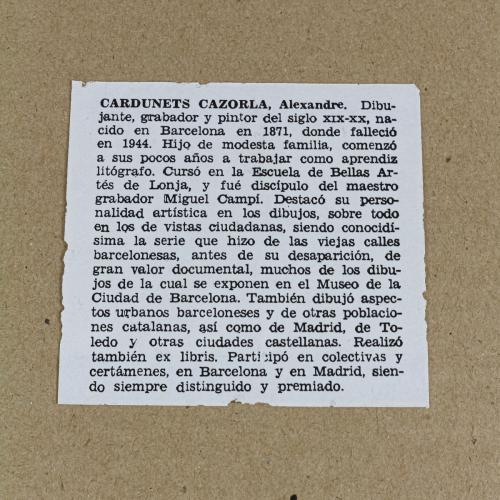 CARDUNETS CAZORLA, Alexandre. Dibu-
jante, grabador y pintor del siglo XIX-XX, na-
cido en Barcelona en 1871, donde falleció
en 1944. Hijo de modesta familia, comenzó
a sus pocos años a trabajar como aprendiz
litógrafo. Cursó en la Escuela de Bellas Ar-
tés de Lonja, y fué discípulo del maestro
grabador Miguel Campí. Destacó su perso-
nalidad artística en los dibujos, sobre todo
en los de vistas ciudadanas, siendo conocidí-
sima la serie que hizo de las viejas calles
barcelonesas, antes de su desaparición, de
gran valor documental, muchos de los dibu-
jos de la cual se exponen en el Museo de la
Ciudad de Barcelona. También dibujó aspec-
tos urbanos barceloneses y de otras poblacio-
nes catalanas, así como de Madrid, de To-
ledo y otras ciudades castellanas. Realizó
también ex libris. Participó en colectivas y
certámenes, en Barcelona y en Madrid, sien-
do siempre distinguido y premiado.